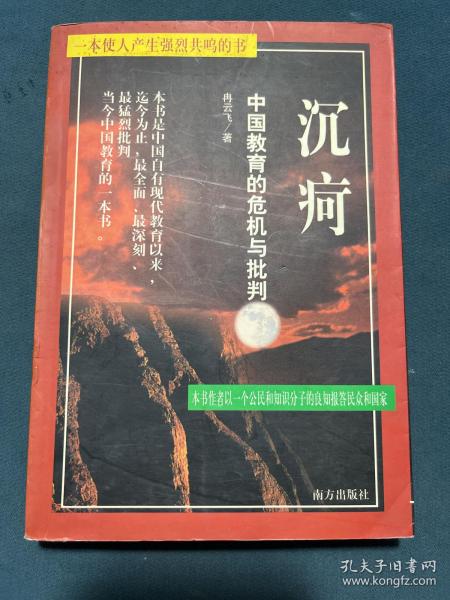 一本使人产生强烈共鸣的书
沉疴
中国教育的危机与批判
冉云飞/著
本书是中国自有现代教育以来，
迄今为止，最全面、最深刻、
最猛烈批判
当今中国教育的一本书。
本书作者以一个公民和知识分子的良知报答民众和国家
南方出版社
孔夫子旧书网
www.kongfz.com